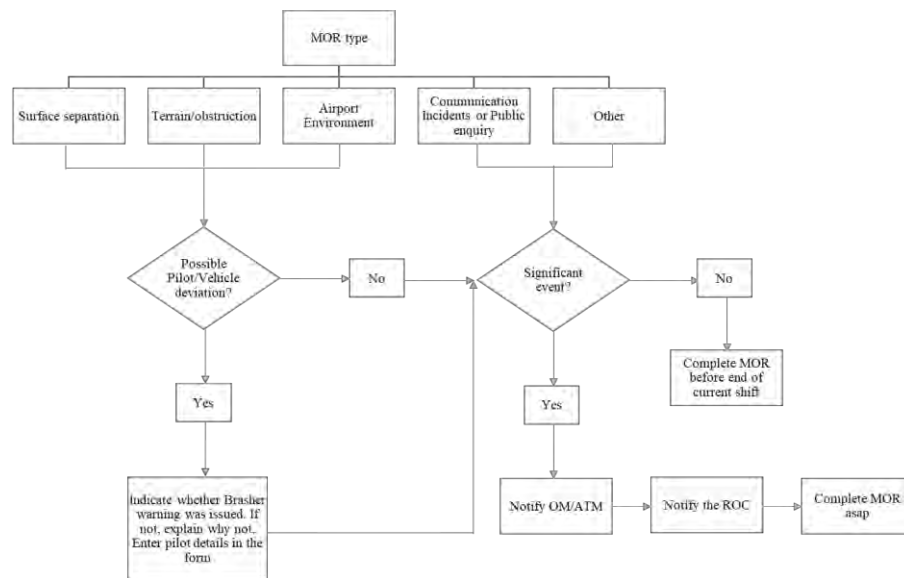 MOR type
Surface separation
Terrain/obstruction
Airport
Environment
Communication
Incidents or Public
enquiry
Other
Possible
Pilot/Vehicle
deviation?
No
Significant
event?
No
Yes
Complete MOR
before end of
current shift
Yes
Indicate whether Brasher
warning was issued. If
not, explain why not.
Enter pilot details in the
form
Notify OM/ATM
Notify the ROC
Complete MOR
asap